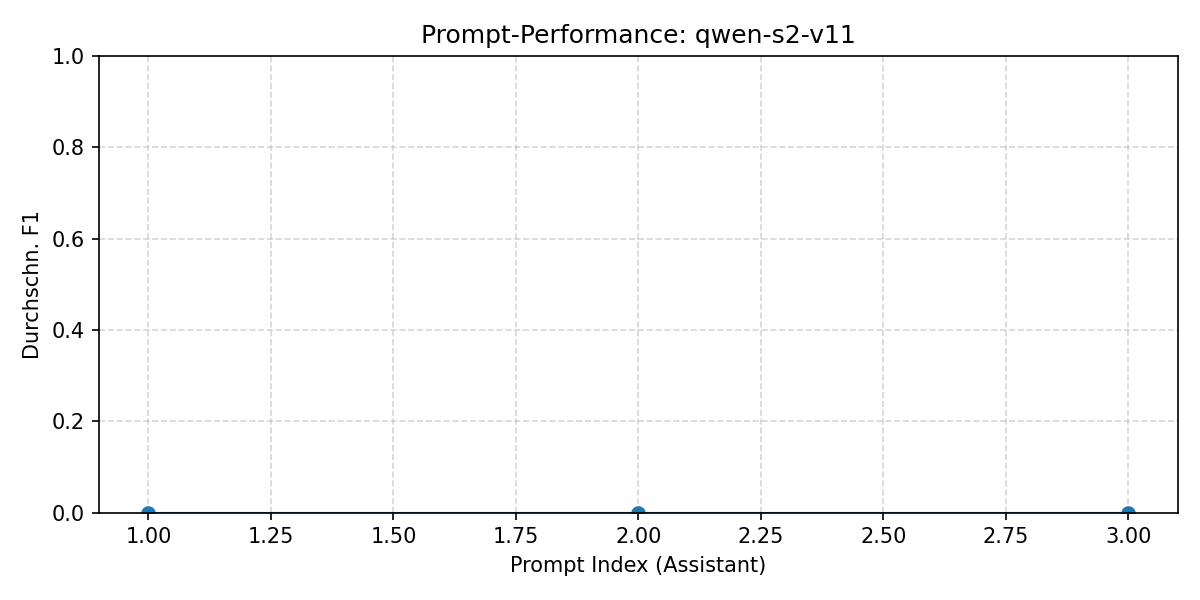 Prompt-Performance: qwen-s2-v11
1.0
0.8
0.6
0.4
0.2
0.0
Durchschn. F1
1.00 1.25 1.50 1.75 2.00 2.25 2.50 2.75 3.00
Prompt Index (Assistant)